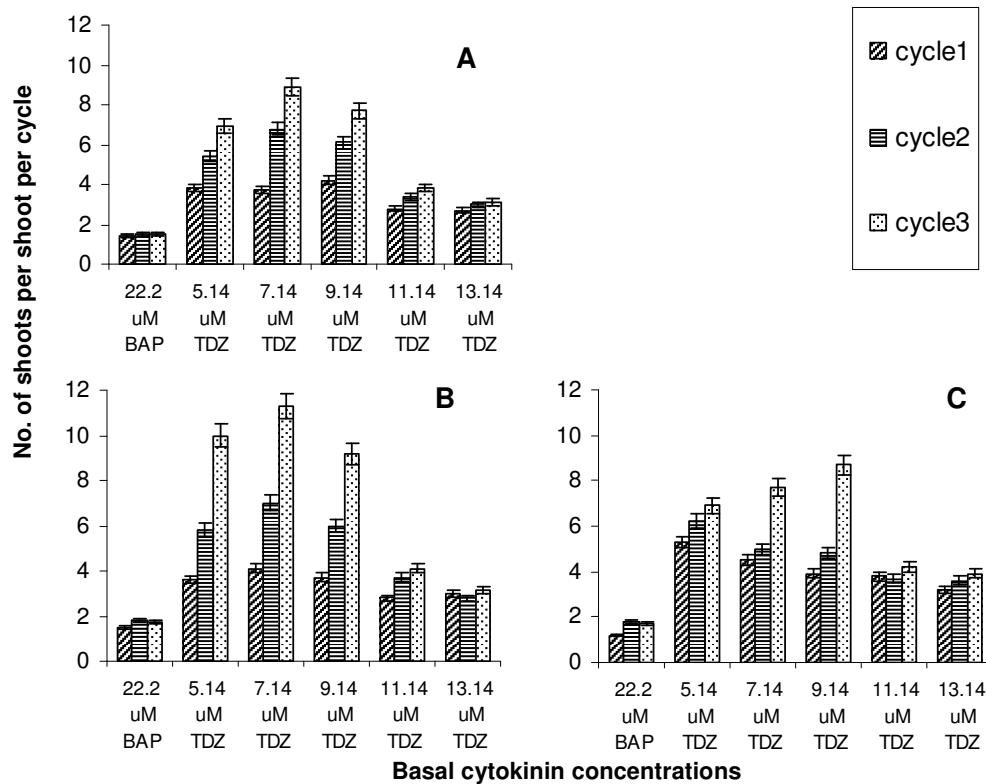 No. of shoots per shoot per cycle
A
12
10
8
6
4
2
0
22.2 5.14 7.14 9.14 11.14 13.14
uM uM uM uM uM uM
BAP TDZ TDZ TDZ TDZ TDZ
cycle1
cycle2
cycle3
B
12
10
8
6
4
2
0
22.2 5.14 7.14 9.14 11.14 13.14
uM uM uM uM uM uM
BAP TDZ TDZ TDZ TDZ TDZ
C
12
10
8
6
4
2
0
22.2 5.14 7.14 9.14 11.14 13.14
uM uM uM uM uM uM
BAP TDZ TDZ TDZ TDZ TDZ
Basal cytokinin concentrations